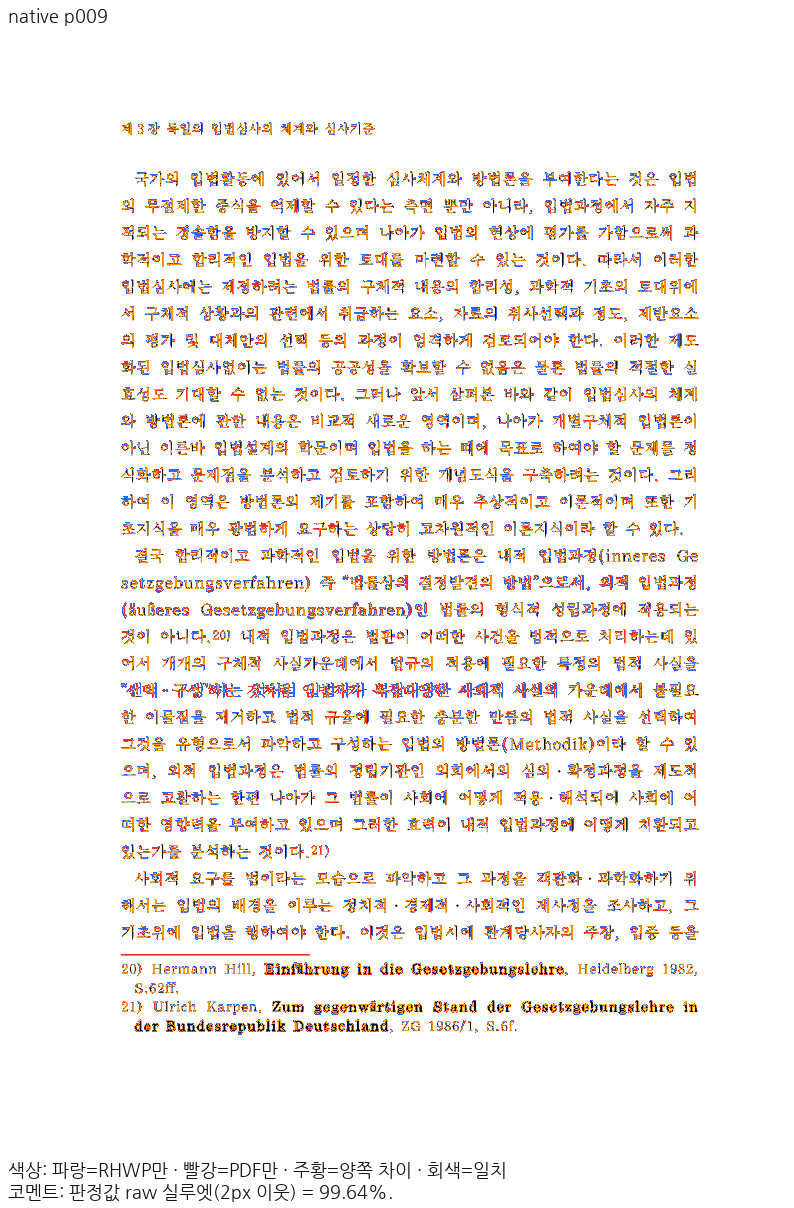 native p009
제 3 장 독일의 입법심사의 체계와 심사기준
국가의 입법활동에 있어서 일정한 심사체계와 방법론을 부여한다는 것은 입법
의 무절제한 증식을 억제할 수 있다는 측면 뿐만 아니라, 입법과정에서 자주 지
적되는 경솔함을 방지할 수 있으며 나아가 입법의 현상에 평가를 가함으로써 과
학적이고 합리적인 입법을 위한 토대를 마련할 수 있는 것이다. 따라서 이러한
입법심사에는 제정하려는 법률의 구체적 내용의 합리성, 과학적 기초의 토대위에
서 구체적 상황과의 관련에서 취급하는 요소, 자료의 취사선택과 정도, 제반요소
의 평가 및 대체안의 선택 등의 과정이 엄격하게 검토되어야 한다. 이러한 제도
화된 입법심사없이는 법률의 공공성을 확보할 수 없음은 물론 법률의 적절한 실
효성도 기대할 수 없는 것이다. 그러나 앞서 살펴본 바와 같이 입법심사의 체계
와 방법론에 관한 내용은 비교적 새로운 영역이며, 나아가 개별구체적 입법론이
아닌 이른바 입법설계의 학문이며 입법을 하는 때에 목표로 하여야 할 문제를 정
식화하고 문제점을 분석하고 검토하기 위한 개념도식을 구축하려는 것이다. 그리
하여 이 영역은 방법론의 제기를 포함하여 매우 추상적이고 이론적이며 또한 기
초지식을 매우 광범하게 요구하는 상당히 고차원적인 이론지식이라 할 수 있다.
결국 합리적이고 과학적인 입법을 위한 방법론은 내적 입법과정(inneres Ge
setzgebungsverfahren) 즉 “법률상의 결정발견의 방법”으로서, 외적 입법과정
(äußeres Gesetzgebungsverfahren)인 법률의 형식적 성립과정에 적용되는
것이 아니다.20) 내적 입법과정은 법관이 어떠한 사건을 법적으로 처리하는데 있
어서 개개의 구체적 사실가운데에서 법규의 적용에 필요한 특정의 법적 사실을
“선택·구성”하는 것처럼 입법자가 복잡다양한 사회적 사실의 가운데에서 불필요
한 이물질을 제거하고 법적 규율에 필요한 충분한 만큼의 법적 사실을 선택하여
그것을 유형으로서 파악하고 구성하는 입법의 방법론(Methodik)이라 할 수 있
으며, 외적 입법과정은 법률의 정립기관인 의회에서의 심의·확정과정을 제도적
으로 고찰하는 한편 나아가 그 법률이 사회에 어떻게 적용·해석되어 사회에 어
떠한 영향력을 부여하고 있으며 그러한 효력이 내적 입법과정에 어떻게 치환되고
있는가를 분석하는 것이다.21)
사회적 요구를 법이라는 모습으로 파악하고 그 과정을 객관화·과학화하기 위
해서는 입법의 배경을 이루는 정치적·경제적·사회적인 제사정을 조사하고, 그
기초위에 입법을 행하여야 한다. 이것은 입법시에 관계당사자의 주장, 입증 등을
20) Hermann Hill, Einführung in die Gesetzgebungslehre, Heidelberg 1982,
S.62ff.
21) Ulrich Karpen, Zum gegenwärtigen Stand der Gesetzgebungslehre in
der Bundesrepublik Deutschland, ZG 1986/1, S.6f.
색상: 파랑=RHWP만 · 빨강=PDF만 · 주황=양쪽 차이 · 회색=일치
코멘트: 판정값 raw 실루엣(2px 이웃) = 99.64%.